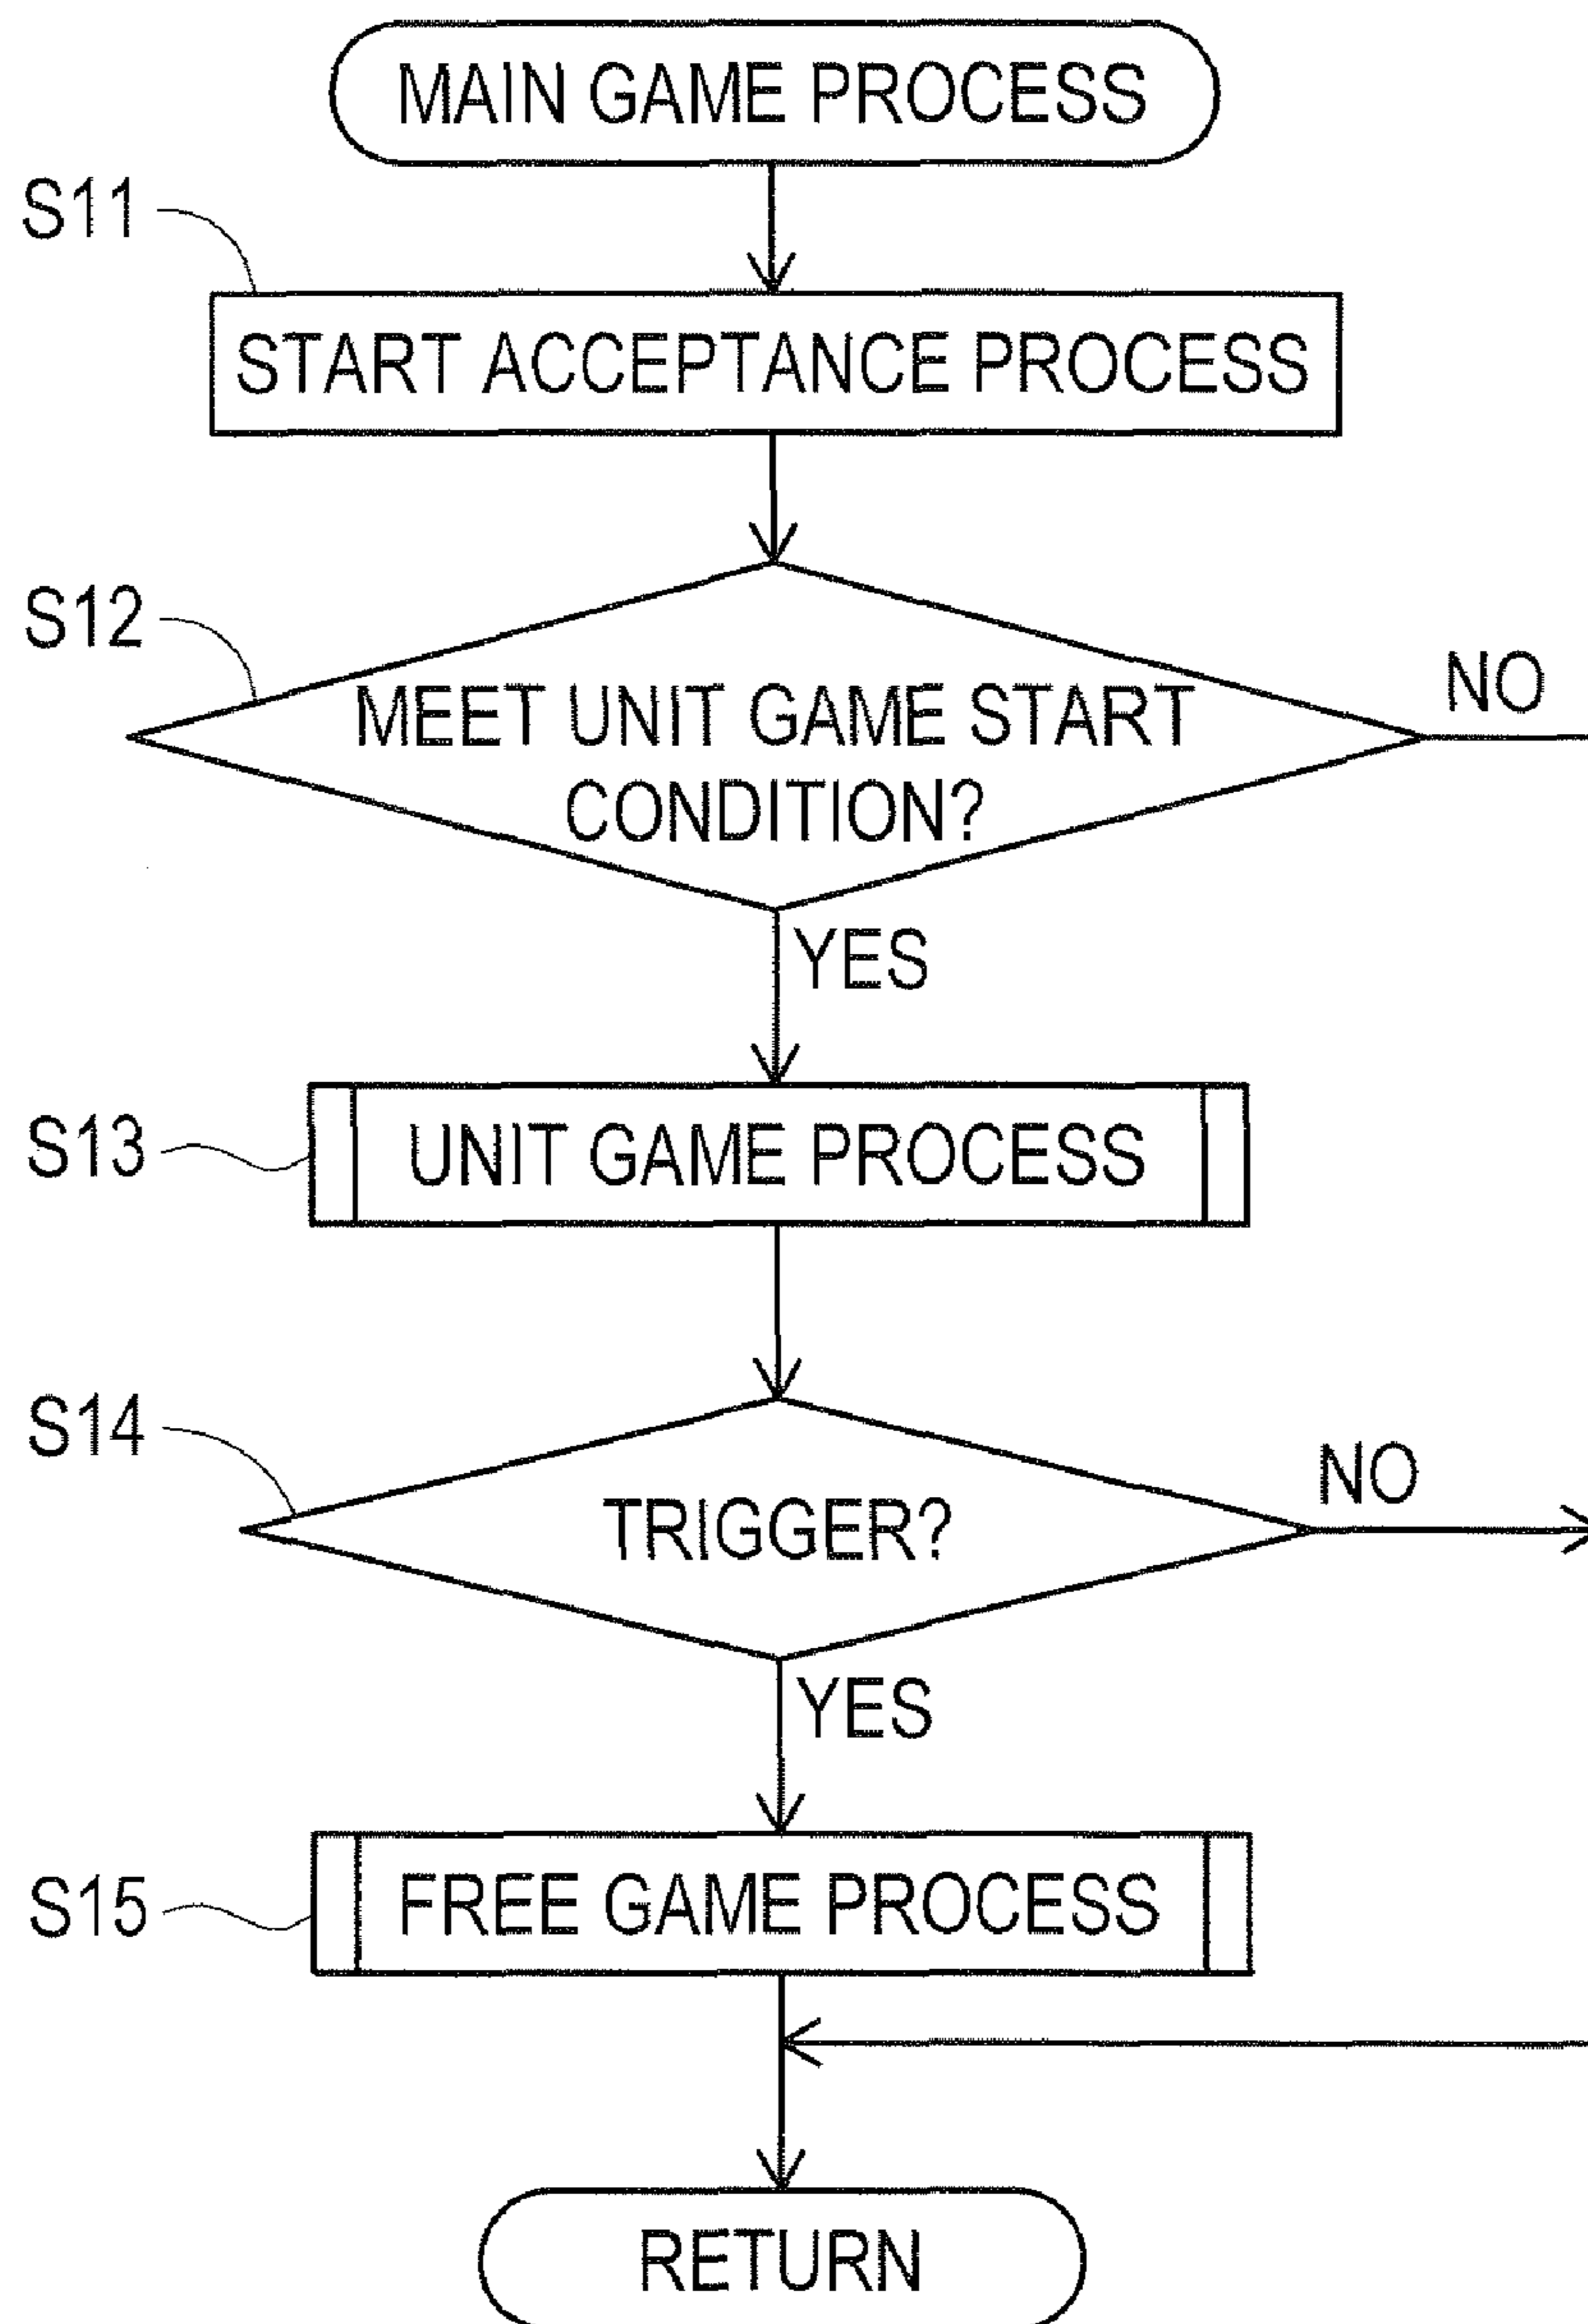 MAIN GAME PROCESS
S11
START ACCEPTANCE PROCESS
S12
MEET UNIT GAME START
CONDITION?
NO
YES
S13
UNIT GAME PROCESS
S14
TRIGGER?
NO
YES
S15
FREE GAME PROCESS
RETURN